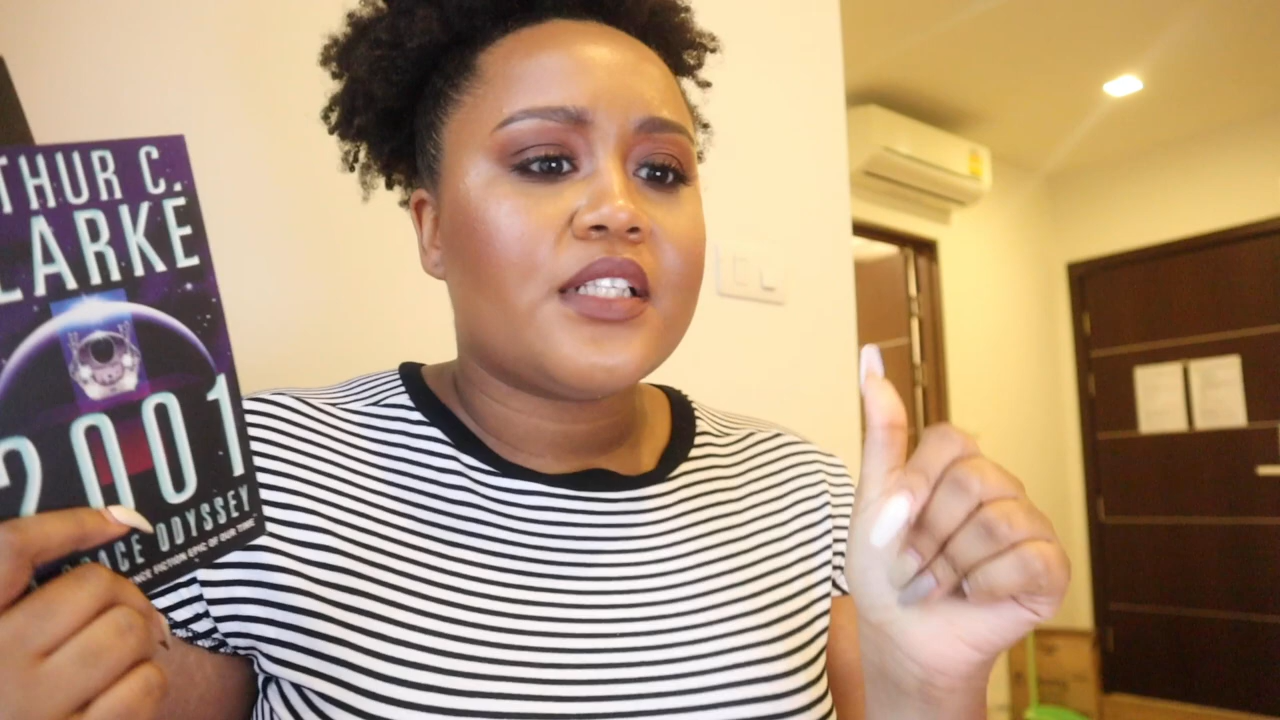 THUR C.
LARKE
2001
ACE ODYSSEY
NCE FICTION EPIC OF OUR TIME